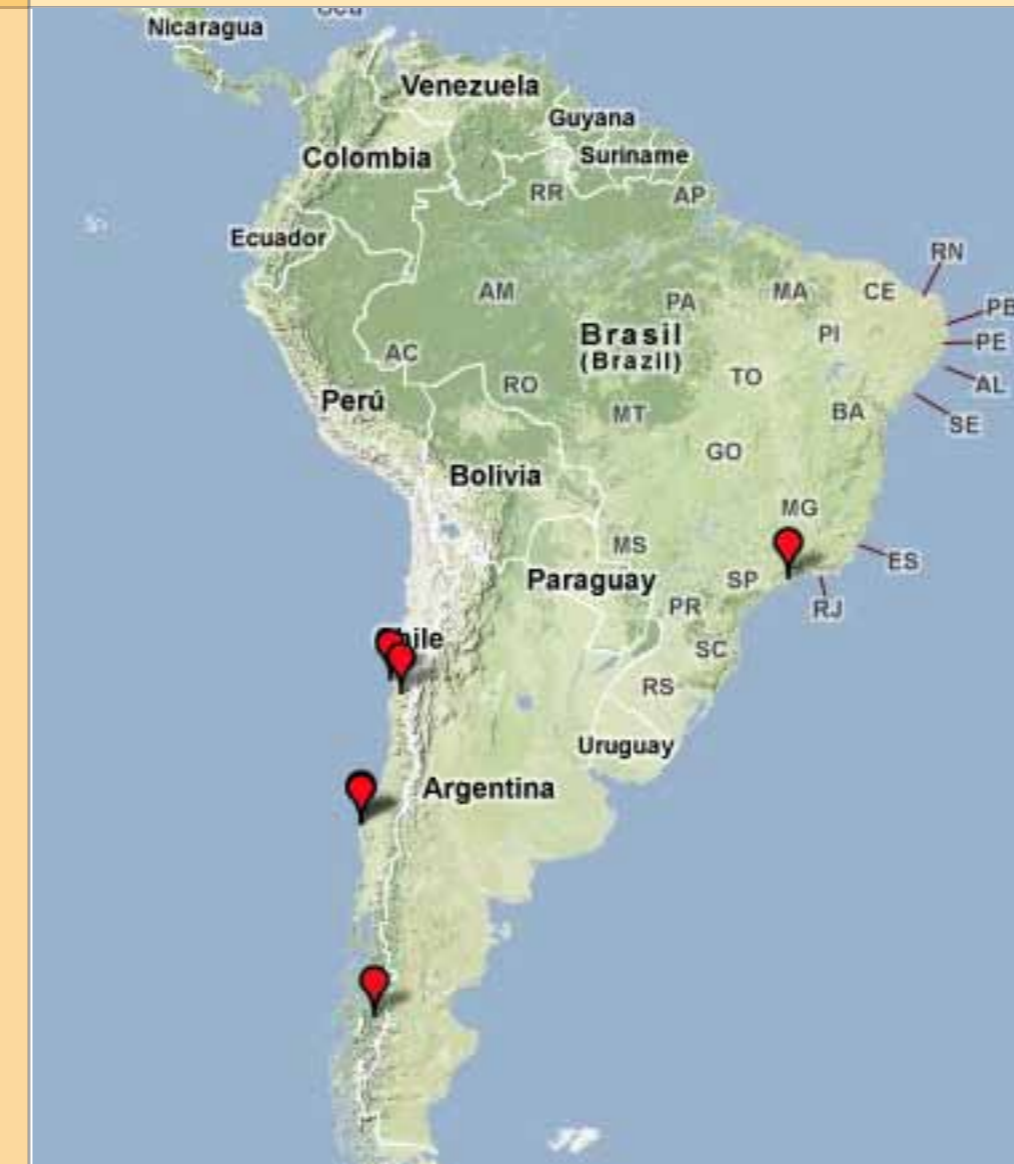 Nicaragua
Venezuela
Guyana
Colombia
Suriname
RR
AP
Ecuador
RN
AM
PA
MA
CE
PB
Brasil
(Brazil)
PI
PE
AC
TO
RO
AL
Perú
MT
BA
SE
GO
Bolivia
MG
MS
ES
Paraguay
SP
PR
RJ
hile
SC
RS
Uruguay
Argentina